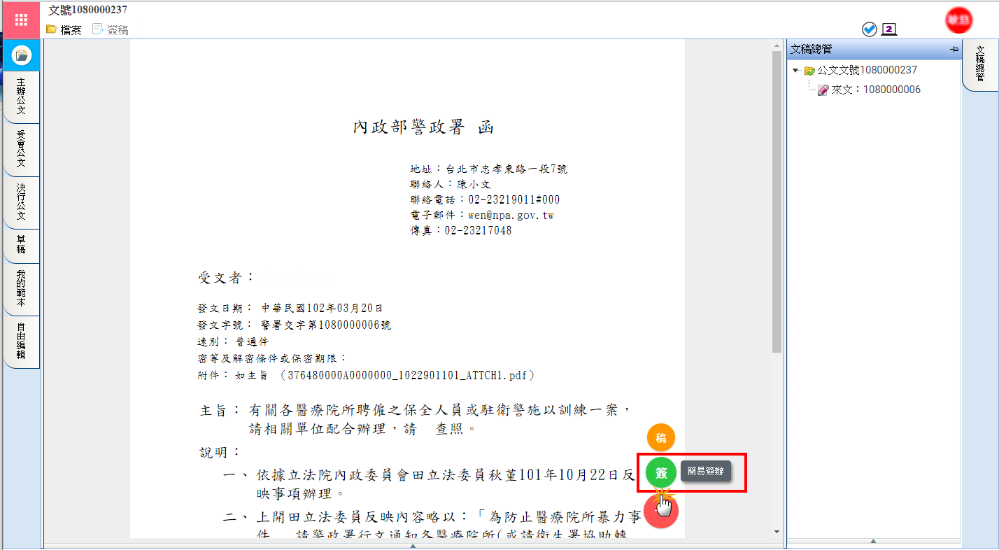 文號1080000237
檔案 簽稿
2
主辦公文
受會公文
決行公文
草稿
我的範本
自由編輯
內政部警政署 函
地址：台北市忠孝東路一段7號
聯絡人：陳小文
聯絡電話：02-23219011#000
電子郵件：wen@npa.gov.tw
傳真：02-23217048
受文者：
發文日期： 中華民國102年03月20日
發文字號： 警署交字第1080000006號
速別： 普通件
密等及解密條件或保密期限：
附件： 如主旨 （376480000A0000000_1022901101_ATTCH1.pdf）
主旨： 有關各醫療院所聘僱之保全人員或駐衛警施以訓練一案，
請相關單位配合辦理，請 查照。
說明：
一、 依據立法院內政委員會田立法委員秋堇101年10月22日反
映事項辦理。
二、 上開田立法委員反映內容略以：「為防止醫療院所暴力事
件， 請警政署行文通知各醫療院所(或請衛生署協助轉
稿
簽 簡易簽辦
文稿總管
公文文號1080000237
來文：1080000006
文稿總管